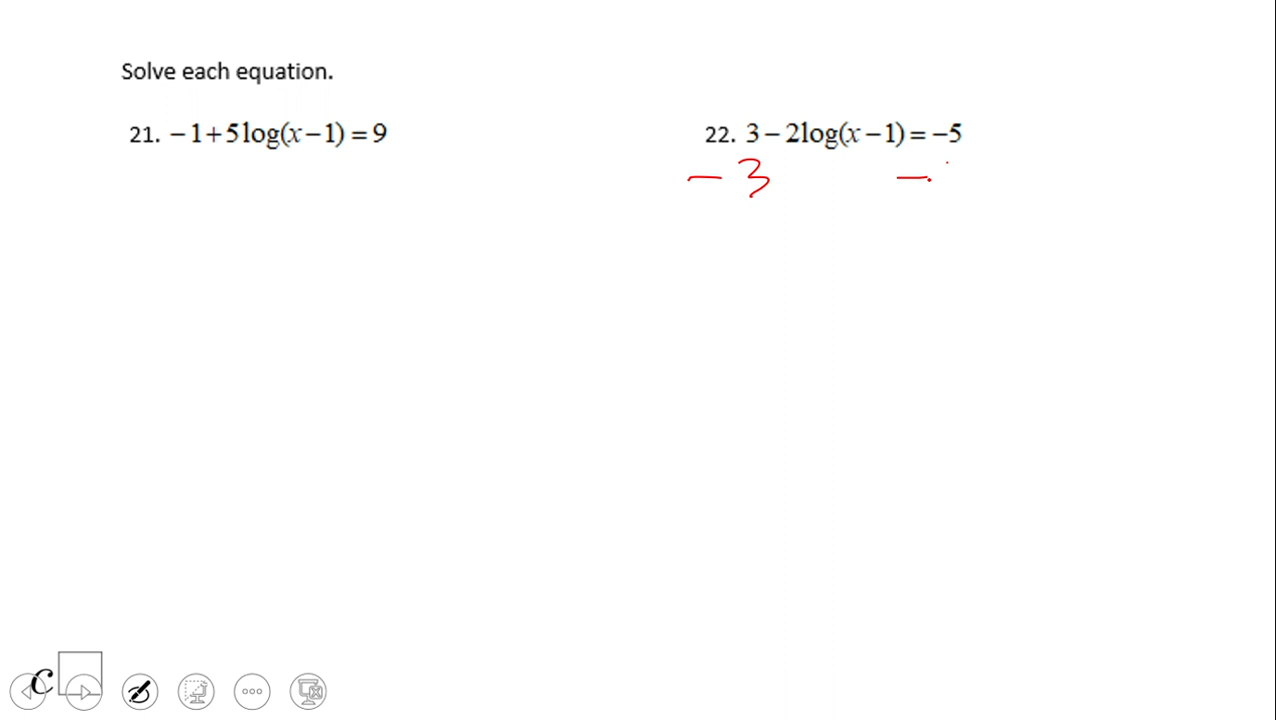 Solve each equation.
21. −1+5log(x−1)=9
22. 3−2log(x−1)=−5
− 3 −
C